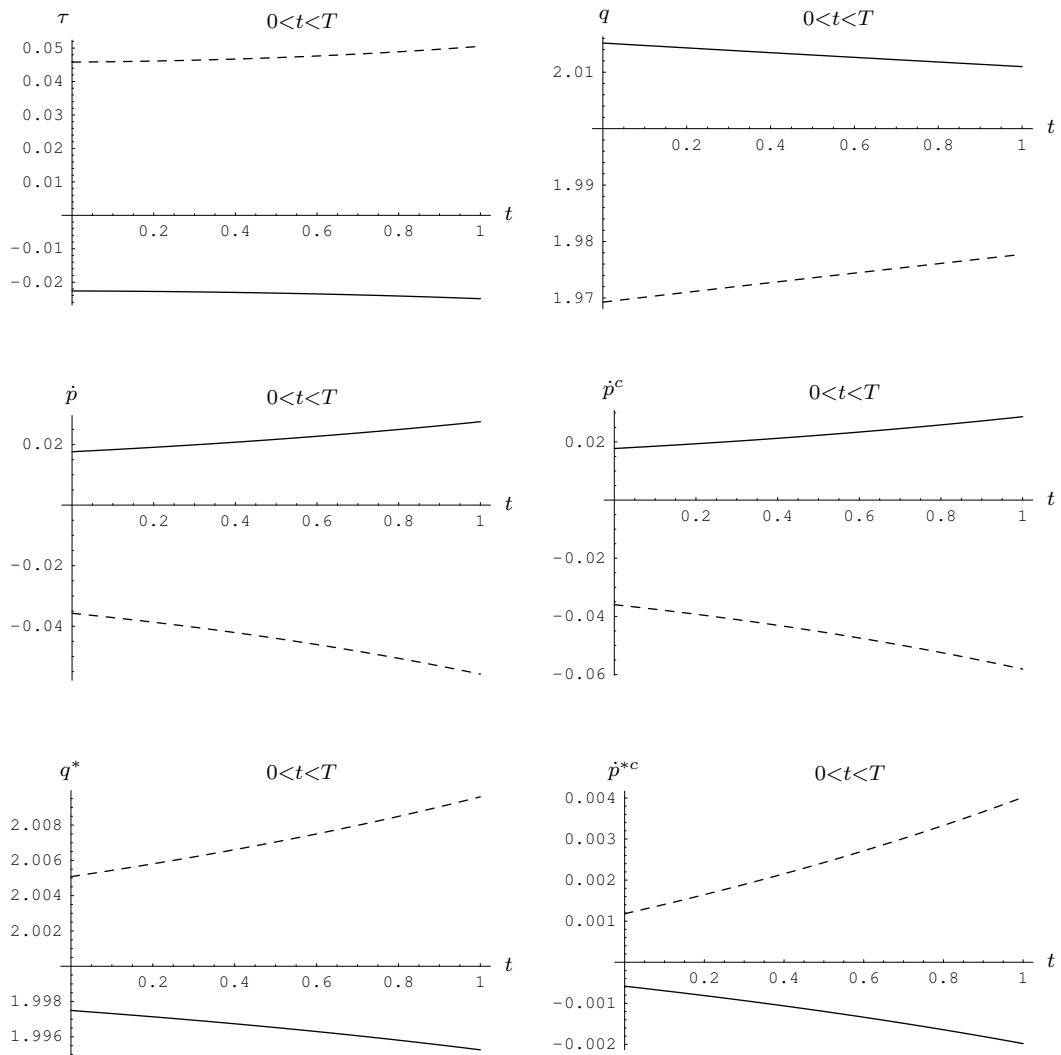 τ 0<t<T
0.05
0.04
0.03
0.02
0.01
0.2 0.4 0.6 0.8 1 t
−0.01
−0.02
q 0<t<T
2.01
0.2 0.4 0.6 0.8 1 t
1.99
1.98
1.97
ṗ 0<t<T
0.02
0.2 0.4 0.6 0.8 1 t
−0.02
−0.04
ṗᶜ 0<t<T
0.02
0.2 0.4 0.6 0.8 1 t
−0.02
−0.04
−0.06
q* 0<t<T
2.008
2.006
2.004
2.002
0.2 0.4 0.6 0.8 1 t
1.998
1.996
ṗ*ᶜ 0<t<T
0.004
0.003
0.002
0.001
0.2 0.4 0.6 0.8 1 t
−0.001
−0.002